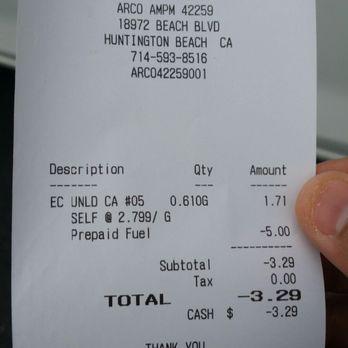 ARCO AMPM 42259
18972 BEACH BLVD
HUNTINGTON BEACH CA
714-593-8516
ARCO42259001
Description Qty Amount
------- --- ------
EC UNLD CA #05 0.610G 1.71
SELF @ 2.799/ G
Prepaid Fuel -5.00
----------
Subtotal -3.29
Tax 0.00
TOTAL -3.29
CASH $ -3.29
THANK YOU